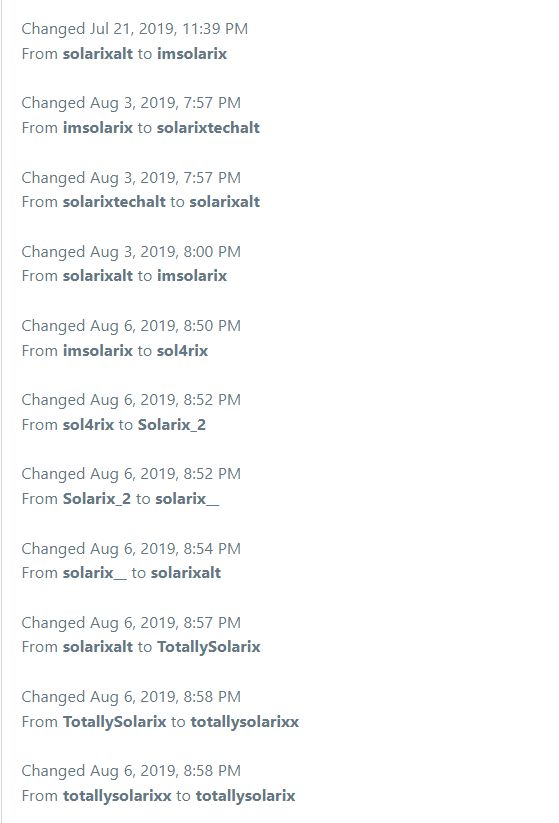 Changed Jul 21, 2019, 11:39 PM
From solarixalt to imsolarix
Changed Aug 3, 2019, 7:57 PM
From imsolarix to solarixtechalt
Changed Aug 3, 2019, 7:57 PM
From solarixtechalt to solarixalt
Changed Aug 3, 2019, 8:00 PM
From solarixalt to imsolarix
Changed Aug 6, 2019, 8:50 PM
From imsolarix to sol4rix
Changed Aug 6, 2019, 8:52 PM
From sol4rix to Solarix_2
Changed Aug 6, 2019, 8:52 PM
From Solarix_2 to solarix__
Changed Aug 6, 2019, 8:54 PM
From solarix__ to solarixalt
Changed Aug 6, 2019, 8:57 PM
From solarixalt to TotallySolarix
Changed Aug 6, 2019, 8:58 PM
From TotallySolarix to totallysolarixx
Changed Aug 6, 2019, 8:58 PM
From totallysolarixx to totallysolarix